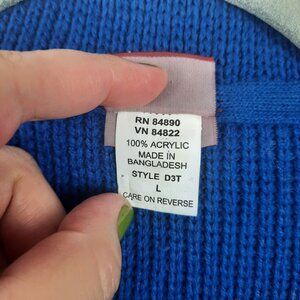 RN 84890
VN 84822
100% ACRYLIC
MADE IN
BANGLADESH
STYLE D3T
L
CARE ON REVERSE